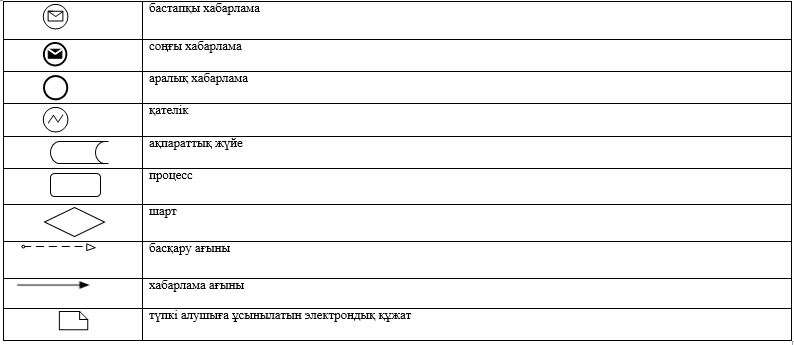 бастапқы хабарлама
соңғы хабарлама
аралық хабарлама
қателік
ақпараттық жүйе
процесс
шарт
басқару ағыны
хабарлама ағыны
түпкі алушыға ұсынылатын электрондық құжат